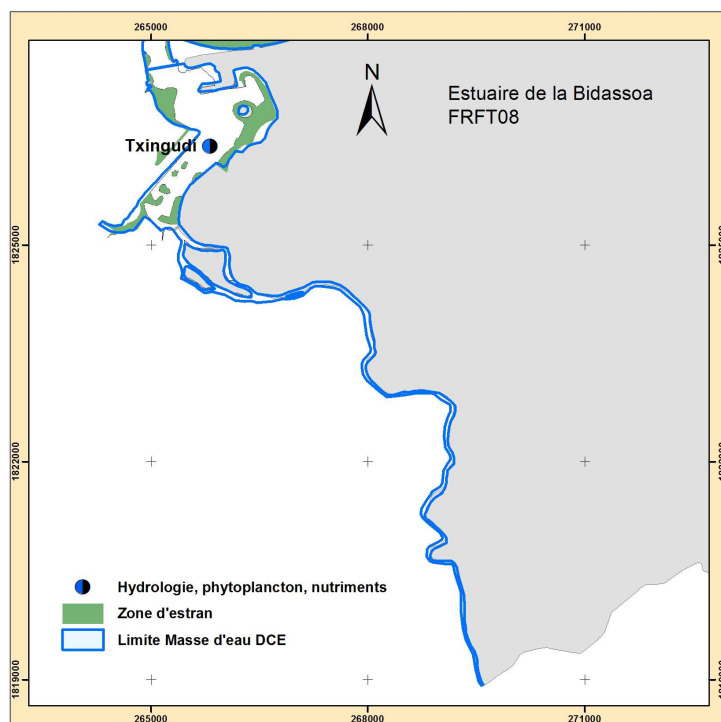 265000 268000 271000
N
Estuaire de la Bidassoa
FRFT08
Txingudi
1825000
1822000
Hydrologie, phytoplancton, nutriments
Zone d'estran
Limite Masse d'eau DCE
1819000
265000 268000 271000